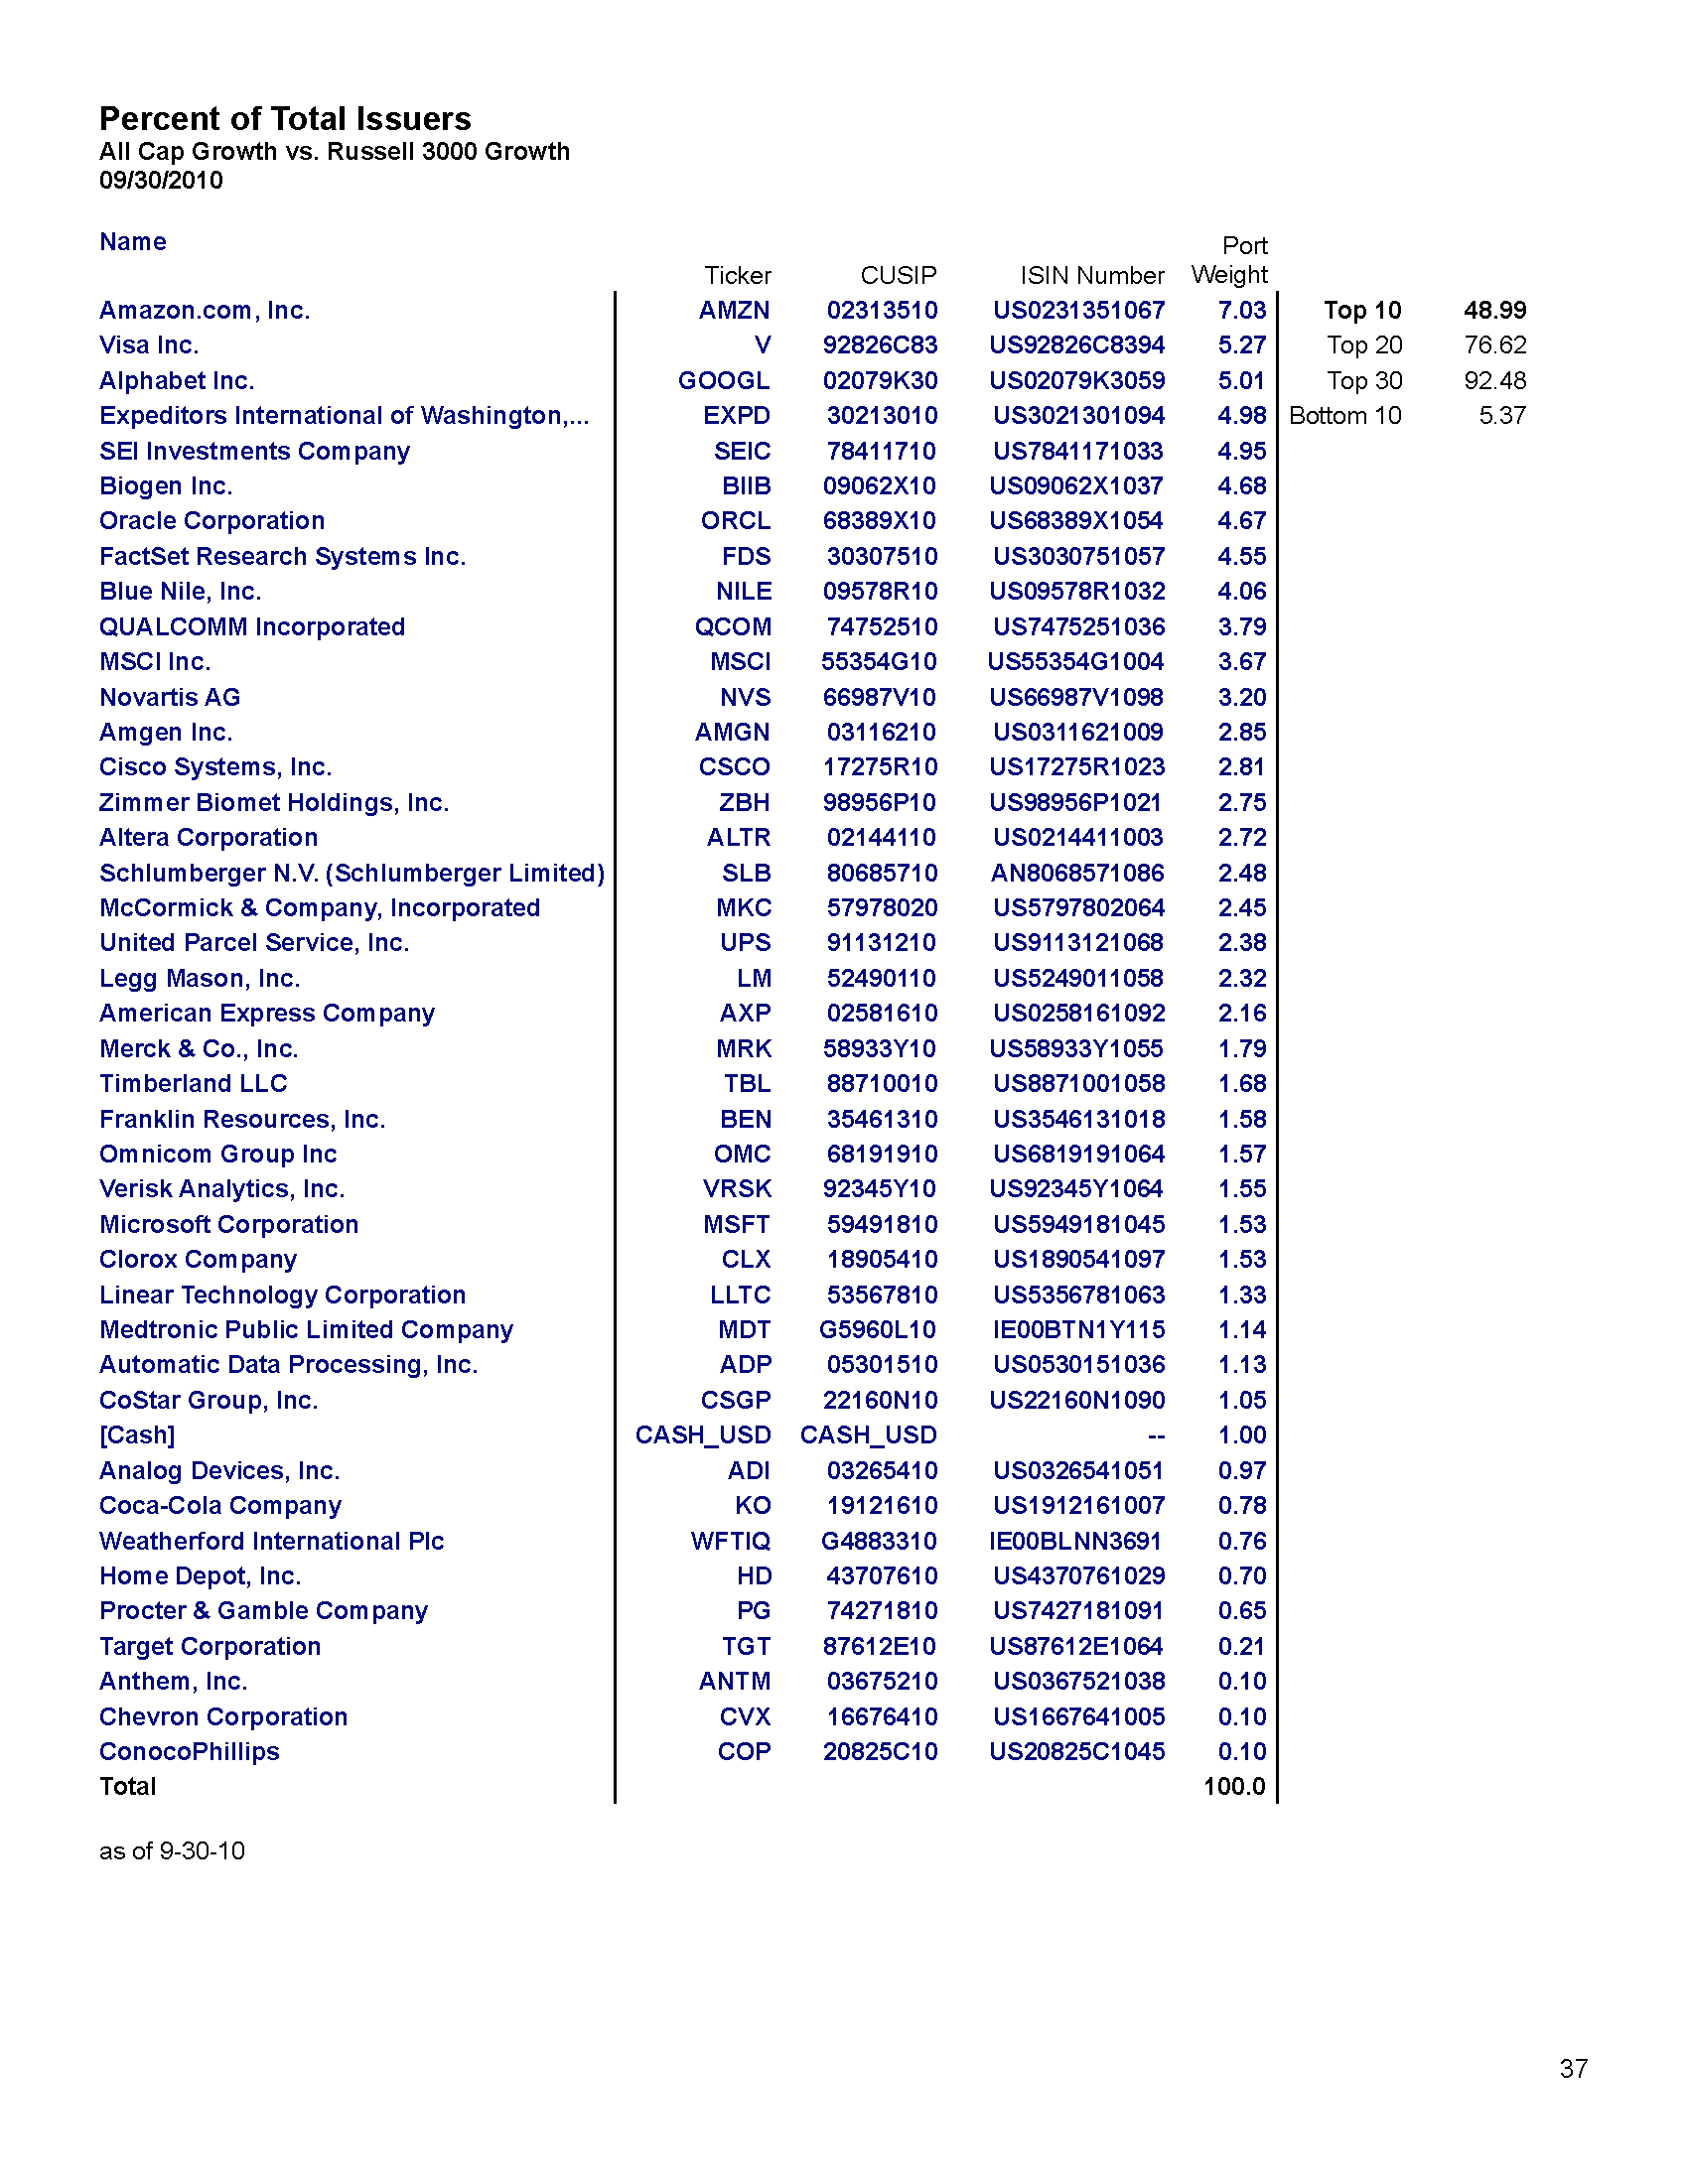 Percent of Total Issuers
All Cap Growth vs. Russell 3000 Growth
09/30/2010
Name Ticker CUSIP ISIN Number Port Weight
Amazon.com, Inc. AMZN 02313510 US0231351067 7.03 Top 10 48.99
Visa Inc. V 92826C83 US92826C8394 5.27 Top 20 76.62
Alphabet Inc. GOOGL 02079K30 US02079K3059 5.01 Top 30 92.48
Expeditors International of Washington,... EXPD 30213010 US3021301094 4.98 Bottom 10 5.37
SEI Investments Company SEIC 78411710 US7841171033 4.95
Biogen Inc. BIIB 09062X10 US09062X1037 4.68
Oracle Corporation ORCL 68389X10 US68389X1054 4.67
FactSet Research Systems Inc. FDS 30307510 US3030751057 4.55
Blue Nile, Inc. NILE 09578R10 US09578R1032 4.06
QUALCOMM Incorporated QCOM 74752510 US7475251036 3.79
MSCI Inc. MSCI 55354G10 US55354G1004 3.67
Novartis AG NVS 66987V10 US66987V1098 3.20
Amgen Inc. AMGN 03116210 US0311621009 2.85
Cisco Systems, Inc. CSCO 17275R10 US17275R1023 2.81
Zimmer Biomet Holdings, Inc. ZBH 98956P10 US98956P1021 2.75
Altera Corporation ALTR 02144110 US0214411003 2.72
Schlumberger N.V. (Schlumberger Limited) SLB 80685710 AN8068571086 2.48
McCormick & Company, Incorporated MKC 57978020 US5797802064 2.45
United Parcel Service, Inc. UPS 91131210 US9113121068 2.38
Legg Mason, Inc. LM 52490110 US5249011058 2.32
American Express Company AXP 02581610 US0258161092 2.16
Merck & Co., Inc. MRK 58933Y10 US58933Y1055 1.79
Timberland LLC TBL 88710010 US8871001058 1.68
Franklin Resources, Inc. BEN 35461310 US3546131018 1.58
Omnicom Group Inc OMC 68191910 US6819191064 1.57
Verisk Analytics, Inc. VRSK 92345Y10 US92345Y1064 1.55
Microsoft Corporation MSFT 59491810 US5949181045 1.53
Clorox Company CLX 18905410 US1890541097 1.53
Linear Technology Corporation LLTC 53567810 US5356781063 1.33
Medtronic Public Limited Company MDT G5960L10 IE00BTN1Y115 1.14
Automatic Data Processing, Inc. ADP 05301510 US0530151036 1.13
CoStar Group, Inc. CSGP 22160N10 US22160N1090 1.05
[Cash] CASH_USD CASH_USD -- 1.00
Analog Devices, Inc. ADI 03265410 US0326541051 0.97
Coca-Cola Company KO 19121610 US1912161007 0.78
Weatherford International Plc WFTIQ G4883310 IE00BLNN3691 0.76
Home Depot, Inc. HD 43707610 US4370761029 0.70
Procter & Gamble Company PG 74271810 US7427181091 0.65
Target Corporation TGT 87612E10 US87612E1064 0.21
Anthem, Inc. ANTM 03675210 US0367521038 0.10
Chevron Corporation CVX 16676410 US1667641005 0.10
ConocoPhillips COP 20825C10 US20825C1045 0.10
Total 100.0
as of 9-30-10
37